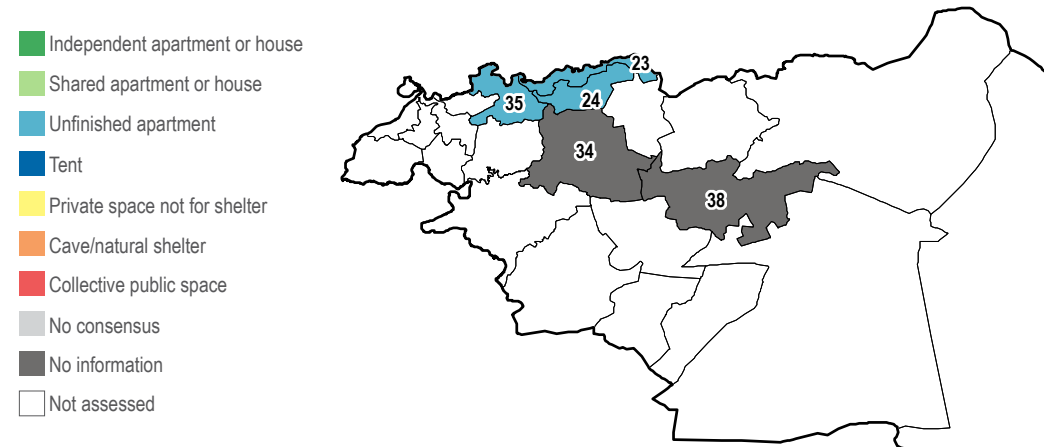 Independent apartment or house
Shared apartment or house
Unfinished apartment
Tent
Private space not for shelter
Cave/natural shelter
Collective public space
No consensus
No information
Not assessed
23
35
24
34
38